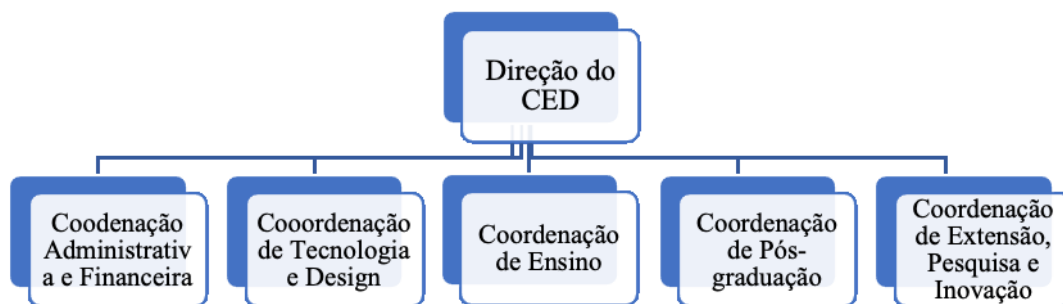 Direção do
CED
Coodenação
Administrativ
a e Financeira
Cooordenação
de Tecnologia
e Design
Coordenação
de Ensino
Coordenação
de Pós-
graduação
Coordenação
de Extensão,
Pesquisa e
Inovação